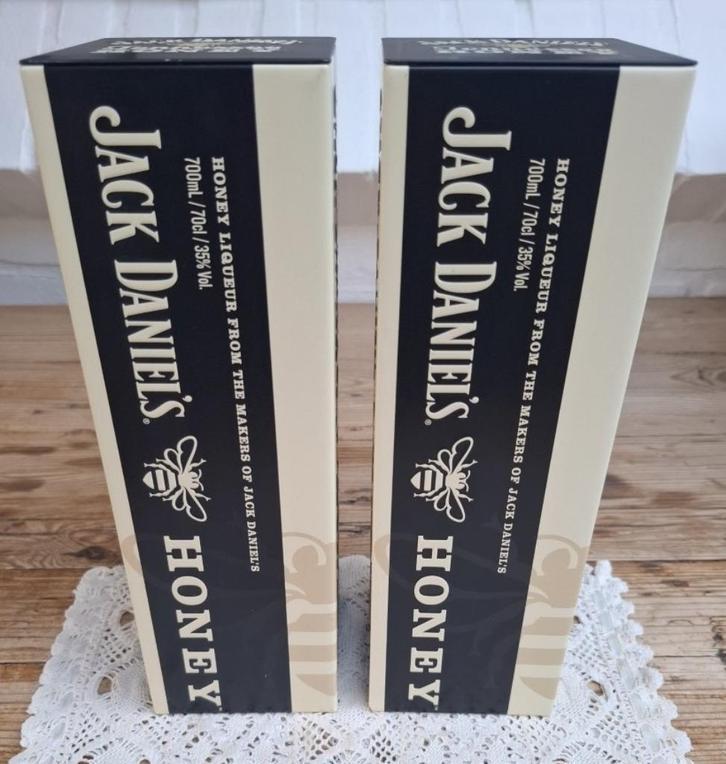 JACK DANIEL'S® HONEY
HONEY LIQUEUR FROM THE MAKERS OF JACK DANIEL'S
700mL / 70cl / 35% Vol.
JACK DANIEL'S® HONEY
HONEY LIQUEUR FROM THE MAKERS OF JACK DANIEL'S
700mL / 70cl / 35% Vol.